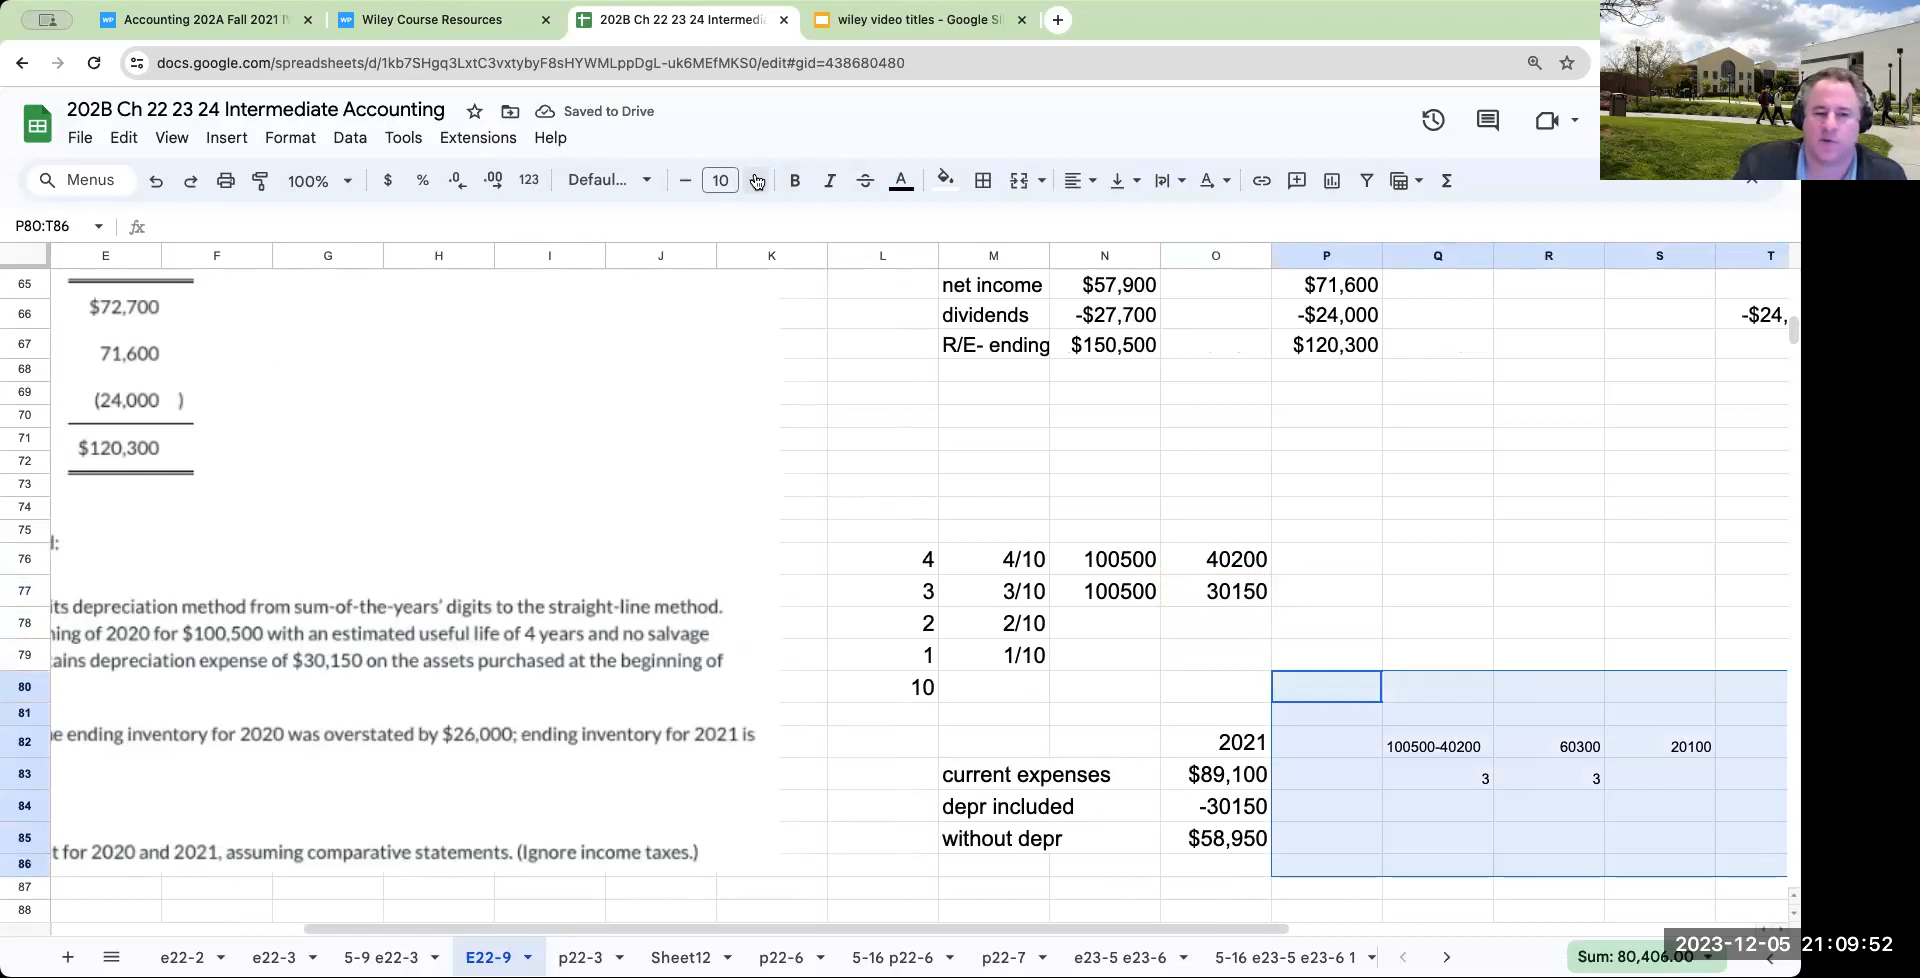 Accounting 202A Fall 2021
Wiley Course Resources
202B Ch 22 23 24 Intermedia
wiley video titles - Google Sl
docs.google.com/spreadsheets/d/1kb7SHgq3LxtC3vxtybyF8sHYWMLppDgL-uk6MEfMKS0/edit#gid=438680480
202B Ch 22 23 24 Intermediate Accounting
Saved to Drive
File Edit View Insert Format Data Tools Extensions Help
Menus 100% $ % .0 .00 123 Defaul... 10 B I S A
P80:T86
E F G H I J K L M N O P Q R S T
65 net income $57,900 $71,600
$72,700
66 dividends -$27,700 -$24,000 -$24,
67 R/E- ending $150,500 $120,300
71,600
68
69
(24,000 )
70
71
$120,300
72
73
74
75
d:
76 4 4/10 100500 40200
77 3 3/10 100500 30150
its depreciation method from sum-of-the-years' digits to the straight-line method.
78 2 2/10
ning of 2020 for $100,500 with an estimated useful life of 4 years and no salvage
79 1 1/10
ains depreciation expense of $30,150 on the assets purchased at the beginning of
80 10
81
82 2021 100500-40200 60300 20100
e ending inventory for 2020 was overstated by $26,000; ending inventory for 2021 is
83 current expenses $89,100 3 3
84 depr included -30150
85 without depr $58,950
t for 2020 and 2021, assuming comparative statements. (Ignore income taxes.)
86
87
88
2023-12-05 21:09:52
e22-2 e22-3 5-9 e22-3 E22-9 p22-3 Sheet12 p22-6 5-16 p22-6 p22-7 e23-5 e23-6 5-16 e23-5 e23-6 1 Sum: 80,406.00